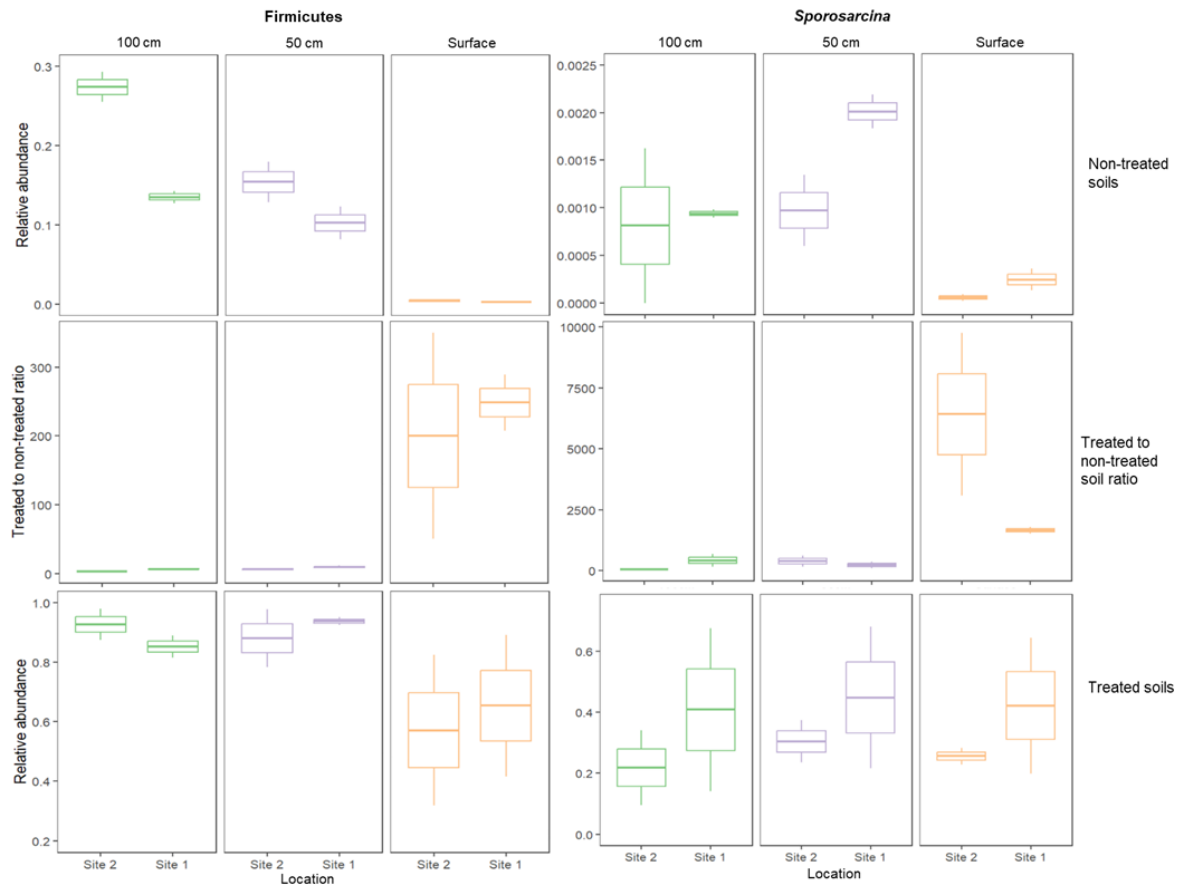 Firmicutes
Sporosarcina
100 cm
50 cm
Surface
100 cm
50 cm
Surface
Relative abundance
0.3
0.2
0.1
0.0
0.0025
0.0020
0.0015
0.0010
0.0005
0.0000
Non-treated
soils
Treated to non-treated ratio
300
200
100
0
10000
7500
5000
2500
0
Treated to
non-treated
soil ratio
Relative abundance
1.0
0.8
0.6
0.4
0.2
0.6
0.4
0.2
0.0
Treated soils
Site 2
Site 1
Site 2
Site 1
Site 2
Site 1
Location
Site 2
Site 1
Site 2
Site 1
Site 2
Site 1
Location